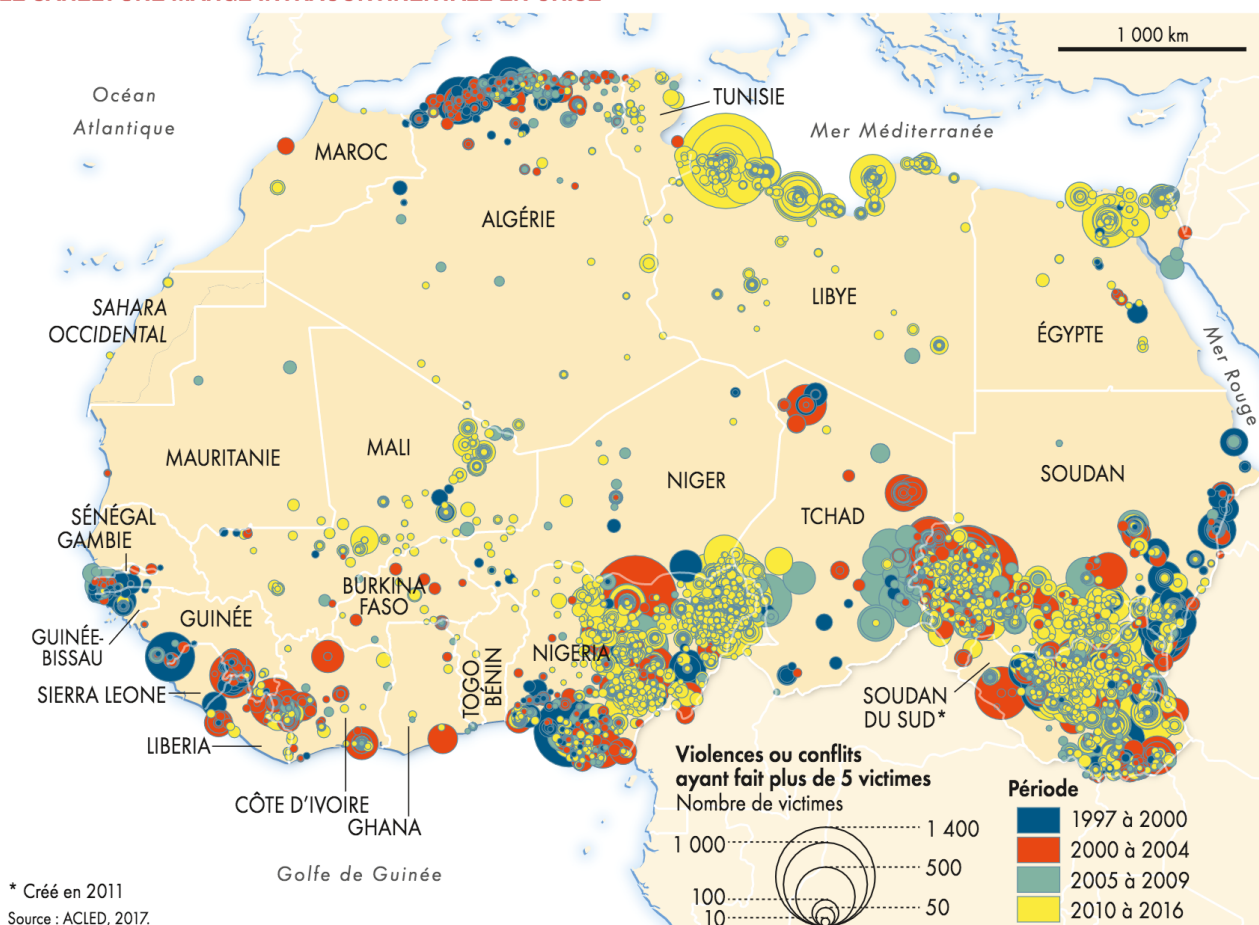 1 000 km
Océan
Atlantique
TUNISIE
Mer Méditerranée
MAROC
ALGÉRIE
SAHARA
OCCIDENTAL
LIBYE
ÉGYPTE
Mer Rouge
MAURITANIE
MALI
NIGER
SOUDAN
TCHAD
SÉNÉGAL
GAMBIE
BURKINA
FASO
GUINÉE
GUINÉE-
BISSAU
NIGERIA
TOGO
BÉNIN
SIERRA LEONE
SOUDAN
DU SUD*
LIBERIA
CÔTE D'IVOIRE
GHANA
Golfe de Guinée
Violences ou conflits
ayant fait plus de 5 victimes
Nombre de victimes
1 400
1 000
500
100
50
10
Période
1997 à 2000
2000 à 2004
2005 à 2009
2010 à 2016
* Créé en 2011
Source : ACLED, 2017.